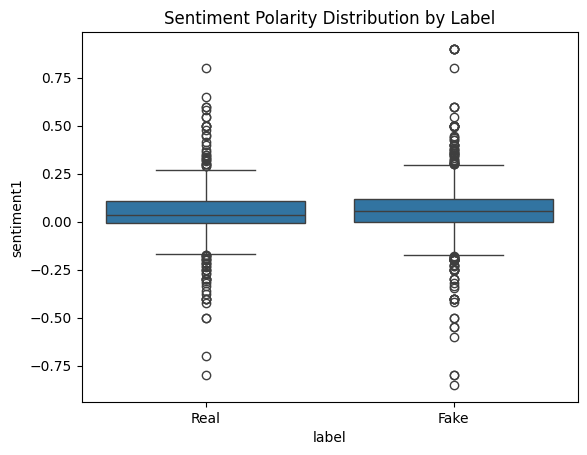 Sentiment Polarity Distribution by Label
sentiment1
0.75
0.50
0.25
0.00
−0.25
−0.50
−0.75
Real
Fake
label